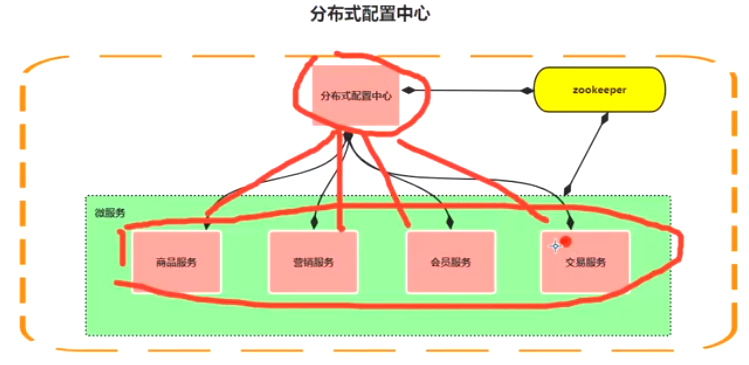 分布式配置中心
分布式配置中心
zookeeper
微服务
商品服务
营销服务
会员服务
交易服务